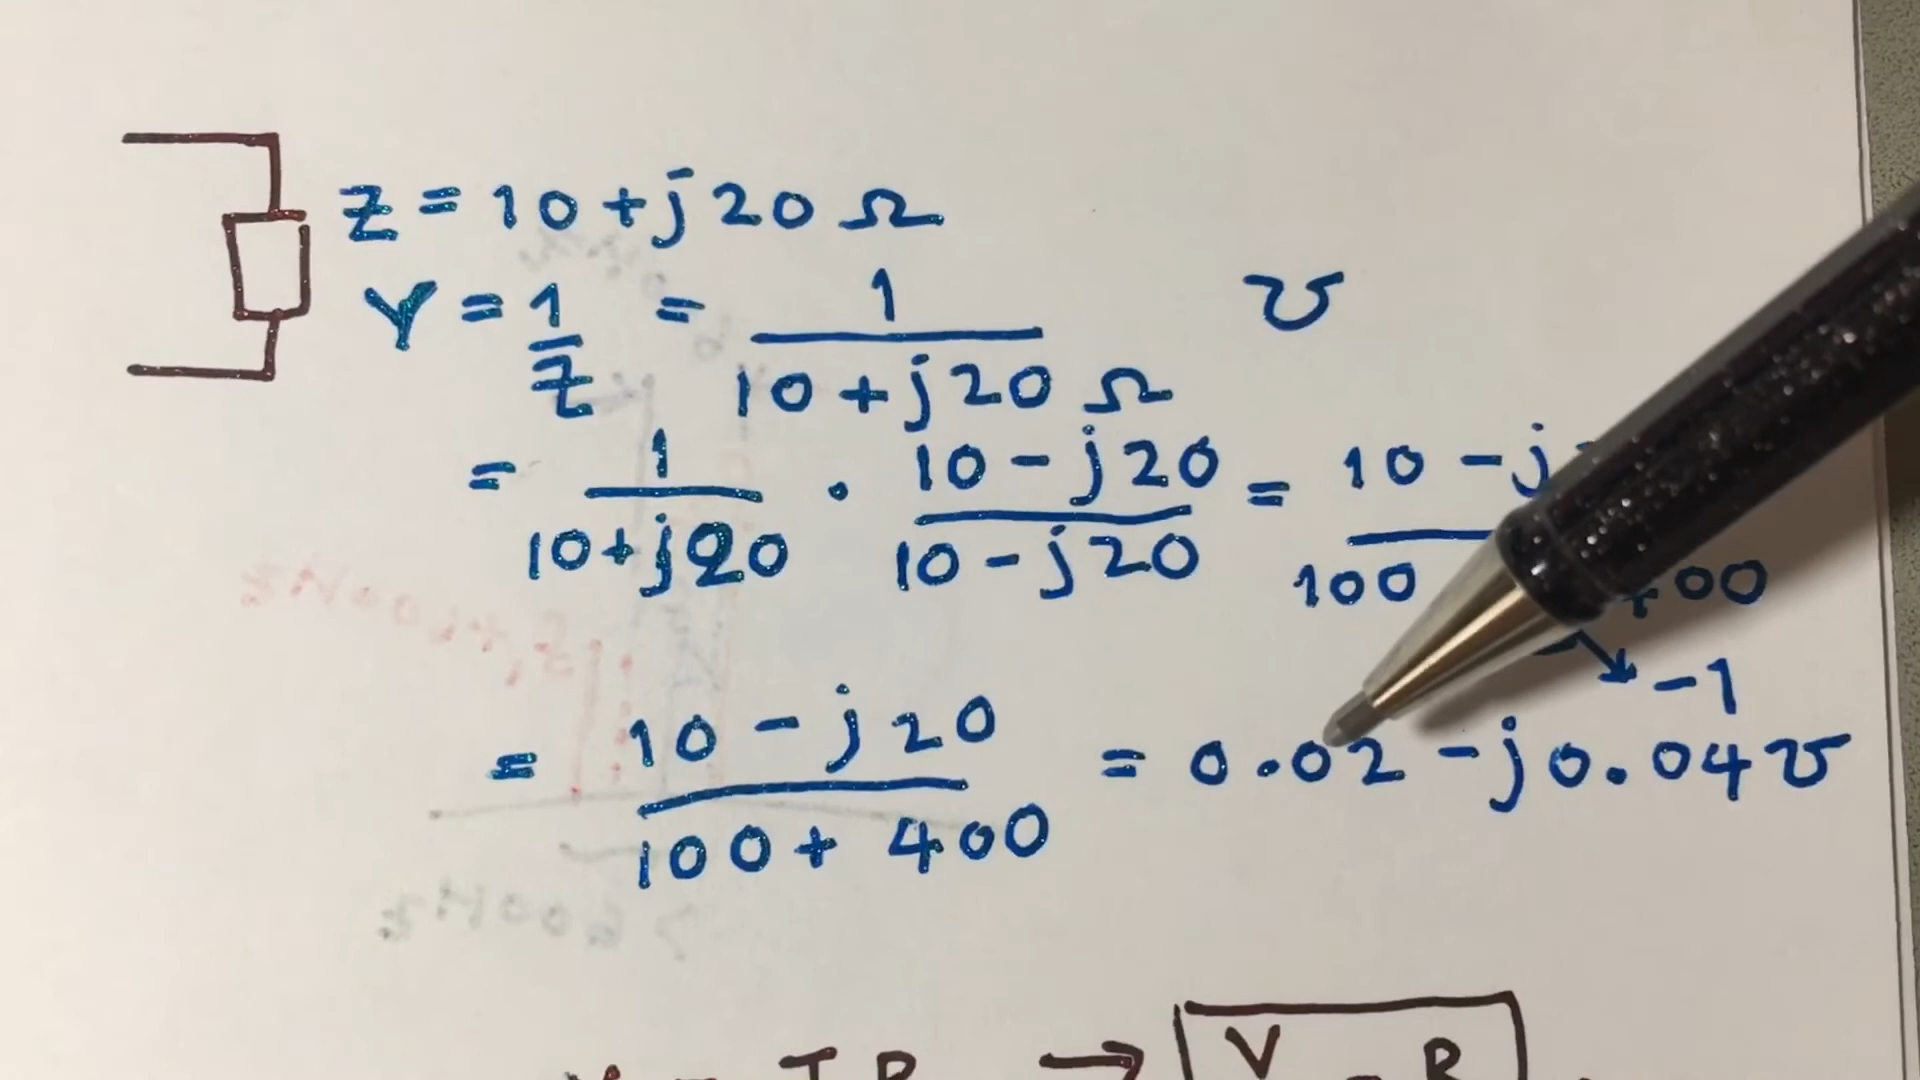 Z = 10 + j20 Ω
Y = 1/Z = 1/(10 + j20 Ω) ℧
= 1/(10 + j20) · (10 - j20)/(10 - j20) = 10 - j / 100 400
-1
= (10 - j20)/(100 + 400) = 0.02 - j0.04 ℧
I R → V R